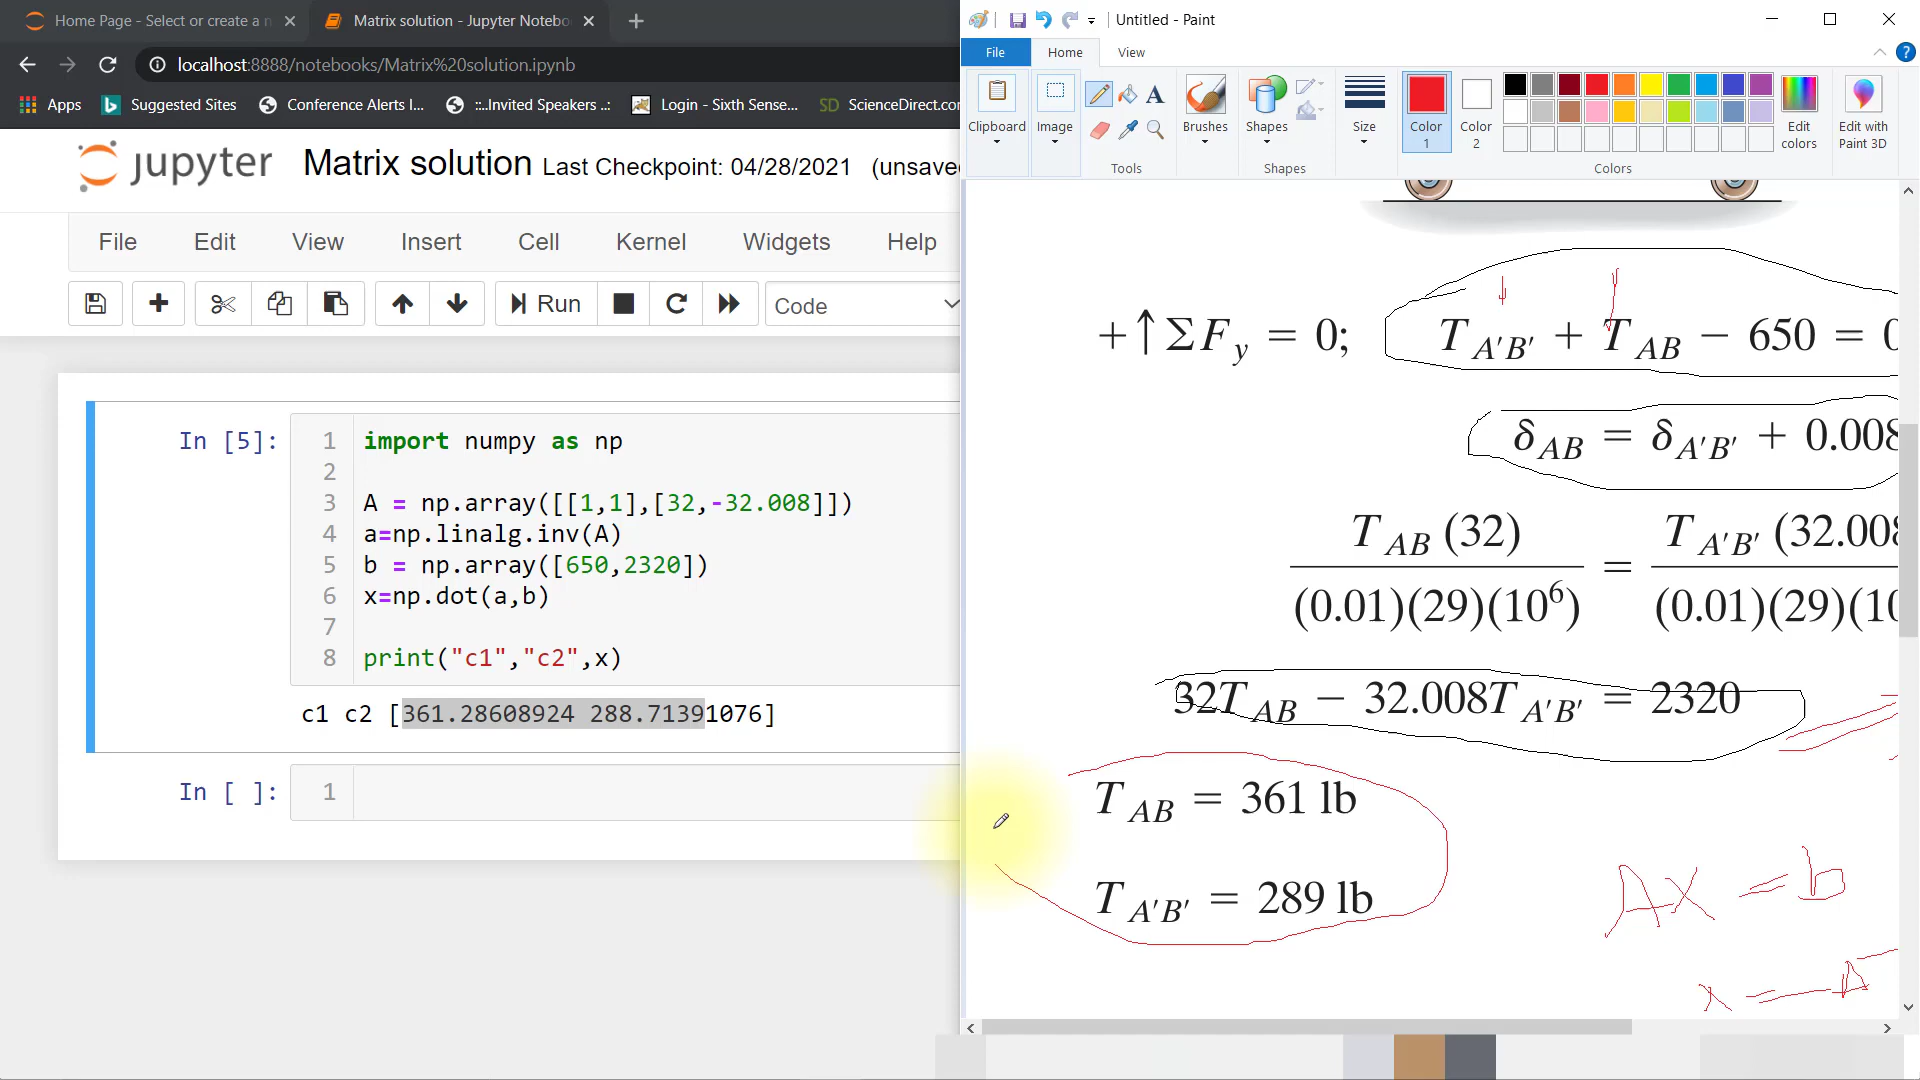 Home Page - Select or create a n
Matrix solution - Jupyter Notebo
localhost:8888/notebooks/Matrix%20solution.ipynb
Apps
Suggested Sites
Conference Alerts I...
::..Invited Speakers ..:
Login - Sixth Sense...
SD ScienceDirect.co
jupyter
Matrix solution Last Checkpoint: 04/28/2021 (unsave
File Edit View Insert Cell Kernel Widgets Help
Run
Code
In [5]:
1 import numpy as np
2
3 A = np.array([[1,1],[32,-32.008]])
4 a=np.linalg.inv(A)
5 b = np.array([650,2320])
6 x=np.dot(a,b)
7
8 print("c1","c2",x)
c1 c2 [361.28608924 288.71391076]
In [ ]:
1
Untitled - Paint
File Home View
Clipboard
Image
Tools
Brushes
Shapes
Shapes
Size
Color 1
Color 2
Edit colors
Edit with Paint 3D
Colors
+↑ΣF_y = 0; T_A'B' + T_AB − 650 = 0
δ_AB = δ_A'B' + 0.008
T_AB (32) / (0.01)(29)(10⁶) = T_A'B' (32.008 / (0.01)(29)(10
32T_AB − 32.008T_A'B' = 2320
T_AB = 361 lb
T_A'B' = 289 lb
AX = b
x = A